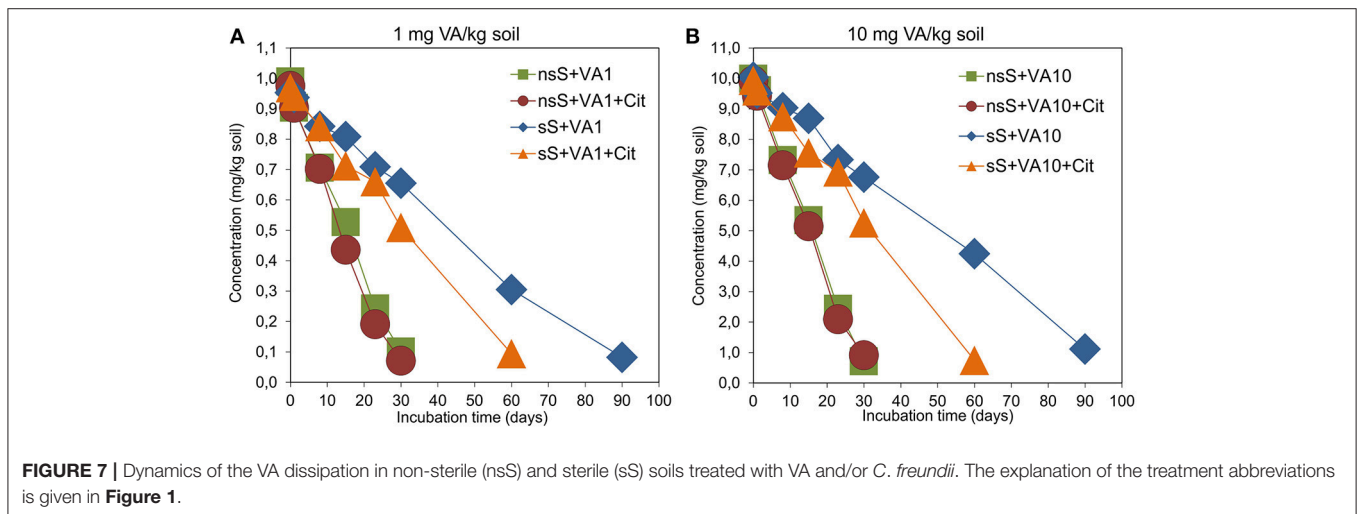 A
1 mg VA/kg soil
Concentration (mg/kg soil)
1,1
1,0
0,9
0,8
0,7
0,6
0,5
0,4
0,3
0,2
0,1
0,0
nsS+VA1
nsS+VA1+Cit
sS+VA1
sS+VA1+Cit
0 10 20 30 40 50 60 70 80 90 100
Incubation time (days)
B
10 mg VA/kg soil
Concentration (mg/kg soil)
11,0
10,0
9,0
8,0
7,0
6,0
5,0
4,0
3,0
2,0
1,0
0,0
nsS+VA10
nsS+VA10+Cit
sS+VA10
sS+VA10+Cit
0 10 20 30 40 50 60 70 80 90 100
Incubation time (days)
FIGURE 7 | Dynamics of the VA dissipation in non-sterile (nsS) and sterile (sS) soils treated with VA and/or C. freundii. The explanation of the treatment abbreviations
is given in Figure 1.